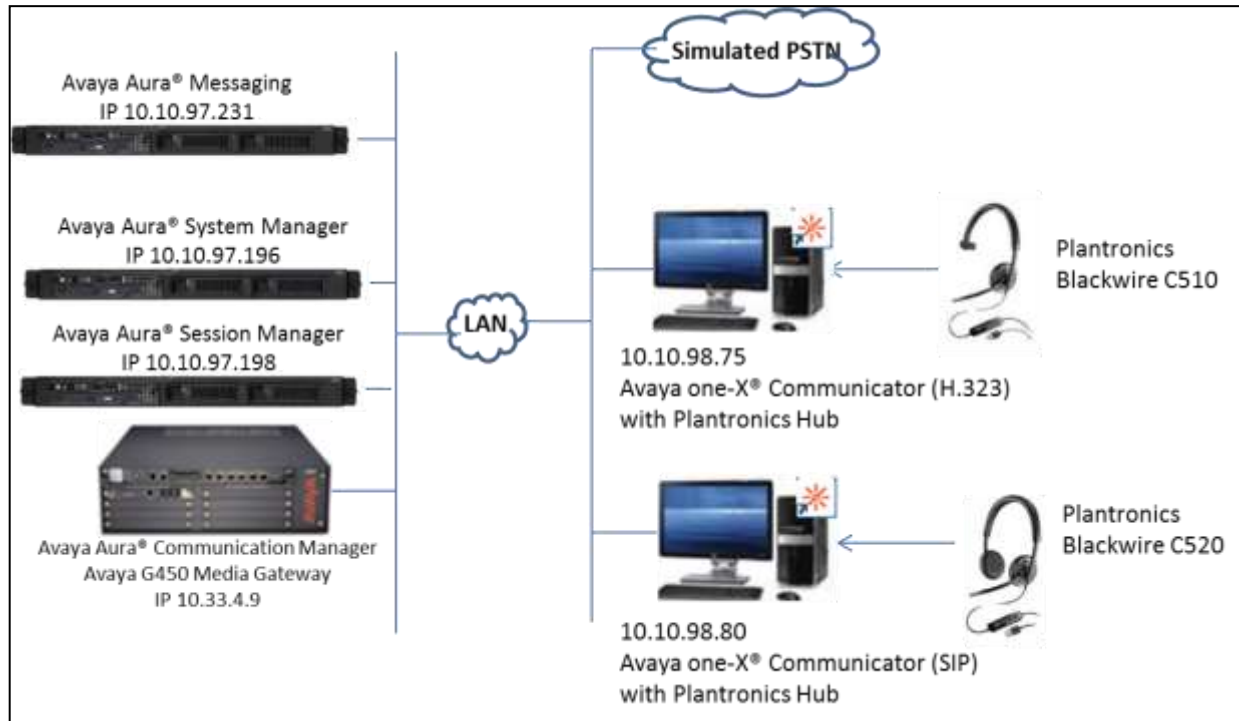 Simulated PSTN
Avaya Aura® Messaging
IP 10.10.97.231
Avaya Aura® System Manager
IP 10.10.97.196
Avaya Aura® Session Manager
IP 10.10.97.198
AVAYA
Avaya Aura® Communication Manager
Avaya G450 Media Gateway
IP 10.33.4.9
LAN
Plantronics
Blackwire C510
10.10.98.75
Avaya one-X® Communicator (H.323)
with Plantronics Hub
Plantronics
Blackwire C520
10.10.98.80
Avaya one-X® Communicator (SIP)
with Plantronics Hub